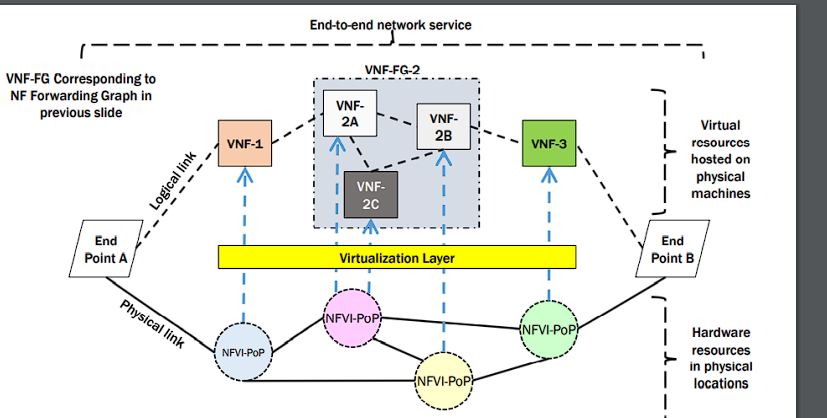 End-to-end network service
VNF-FG Corresponding to
NF Forwarding Graph in
previous slide
VNF-FG-2
VNF-
2A
VNF-
2B
VNF-1
VNF-3
VNF-
2C
Logical link
Virtual
resources
hosted on
physical
machines
End
Point A
End
Point B
Virtualization Layer
Physical link
NFVI-PoP
NFVI-PoP
NFVI-PoP
NFVI-PoP
Hardware
resources
in physical
locations